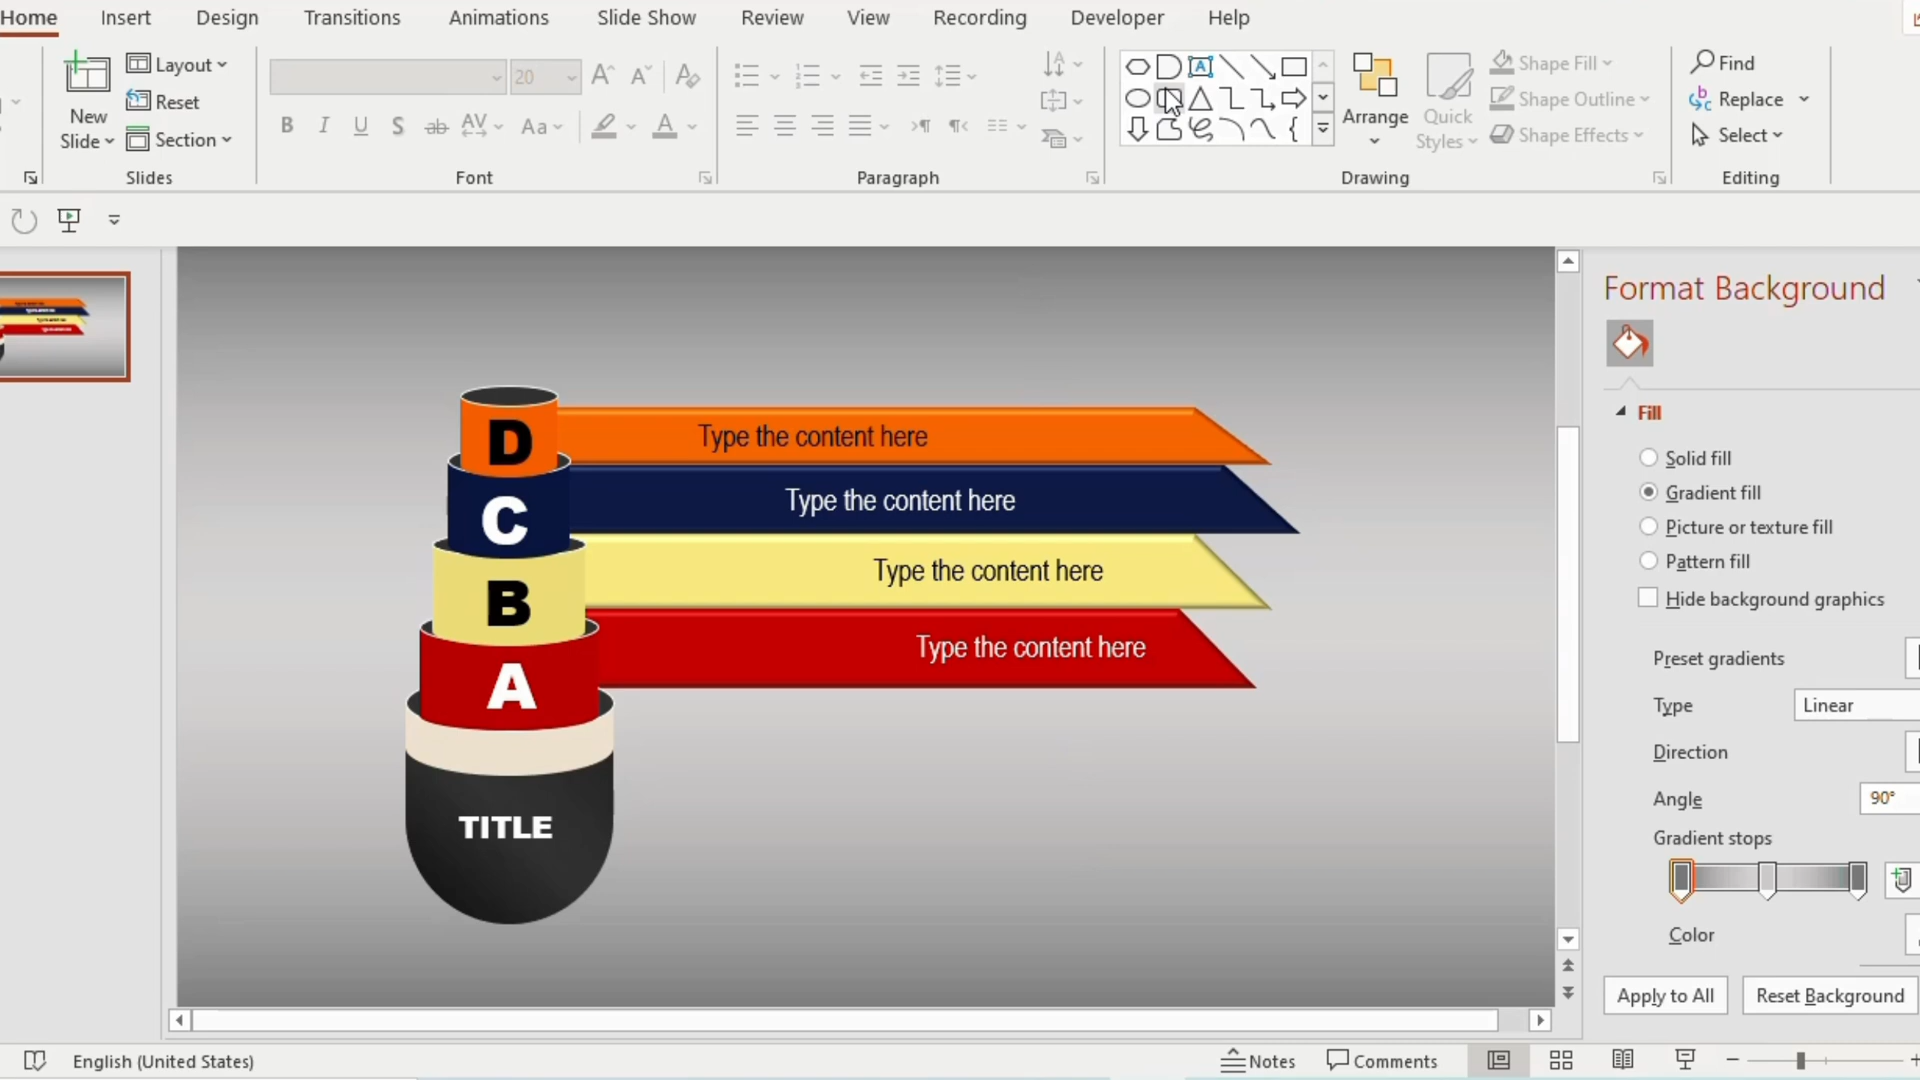 Home Insert Design Transitions Animations Slide Show Review View Recording Developer Help
New Slide
Layout
Reset
Section
Slides
20
B I U S ab AV Aa A
Font
Paragraph
A
Arrange
Quick Styles
Shape Fill
Shape Outline
Shape Effects
Drawing
Find
Replace
Select
Editing
D
Type the content here
C
Type the content here
B
Type the content here
A
Type the content here
TITLE
Format Background
Fill
Solid fill
Gradient fill
Picture or texture fill
Pattern fill
Hide background graphics
Preset gradients
Type Linear
Direction
Angle 90°
Gradient stops
Color
Apply to All Reset Background
English (United States) Notes Comments